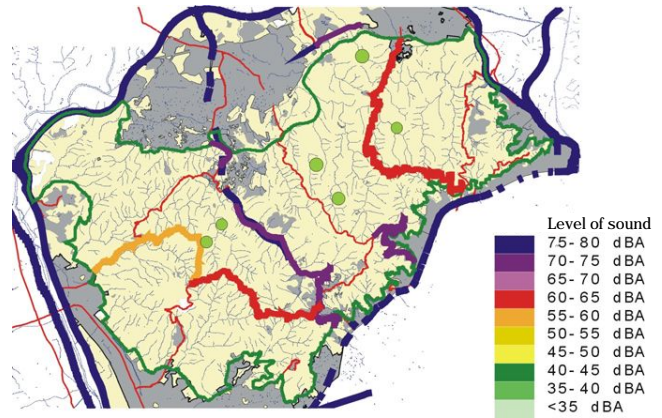 Level of sound
75-80 dBA
70-75 dBA
65-70 dBA
60-65 dBA
55-60 dBA
50-55 dBA
45-50 dBA
40-45 dBA
35-40 dBA
<35 dBA